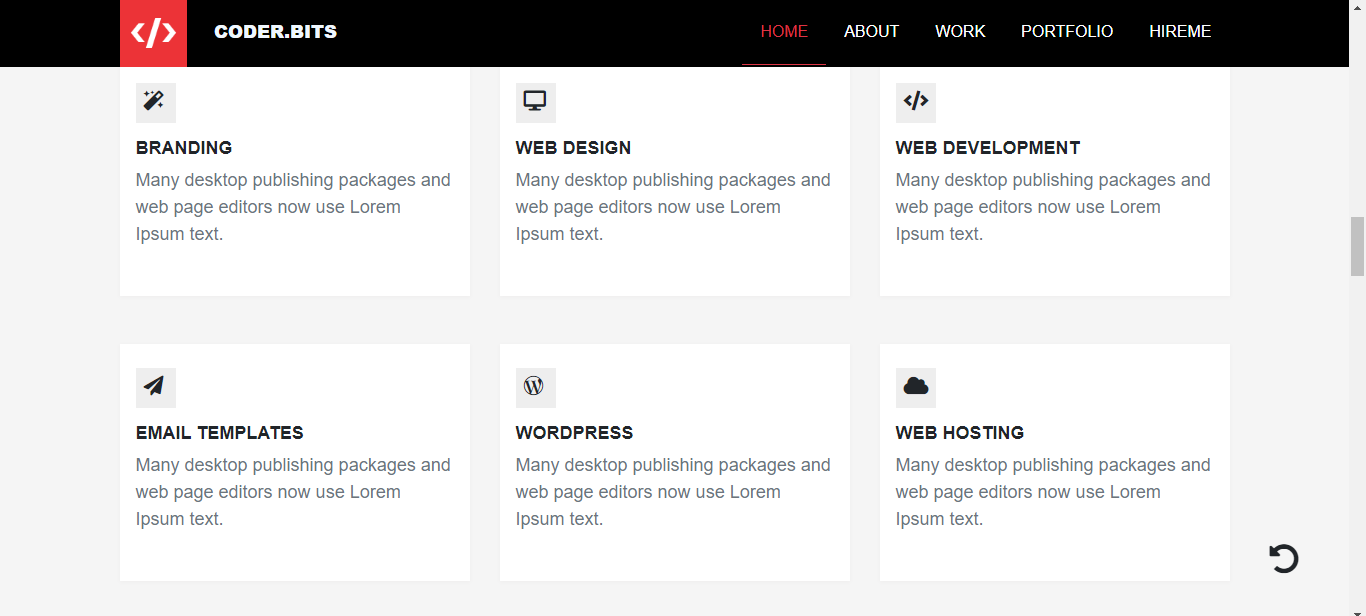 CODER.BITS
HOME ABOUT WORK PORTFOLIO HIREME
BRANDING
Many desktop publishing packages and
web page editors now use Lorem
Ipsum text.
WEB DESIGN
Many desktop publishing packages and
web page editors now use Lorem
Ipsum text.
WEB DEVELOPMENT
Many desktop publishing packages and
web page editors now use Lorem
Ipsum text.
EMAIL TEMPLATES
Many desktop publishing packages and
web page editors now use Lorem
Ipsum text.
WORDPRESS
Many desktop publishing packages and
web page editors now use Lorem
Ipsum text.
WEB HOSTING
Many desktop publishing packages and
web page editors now use Lorem
Ipsum text.